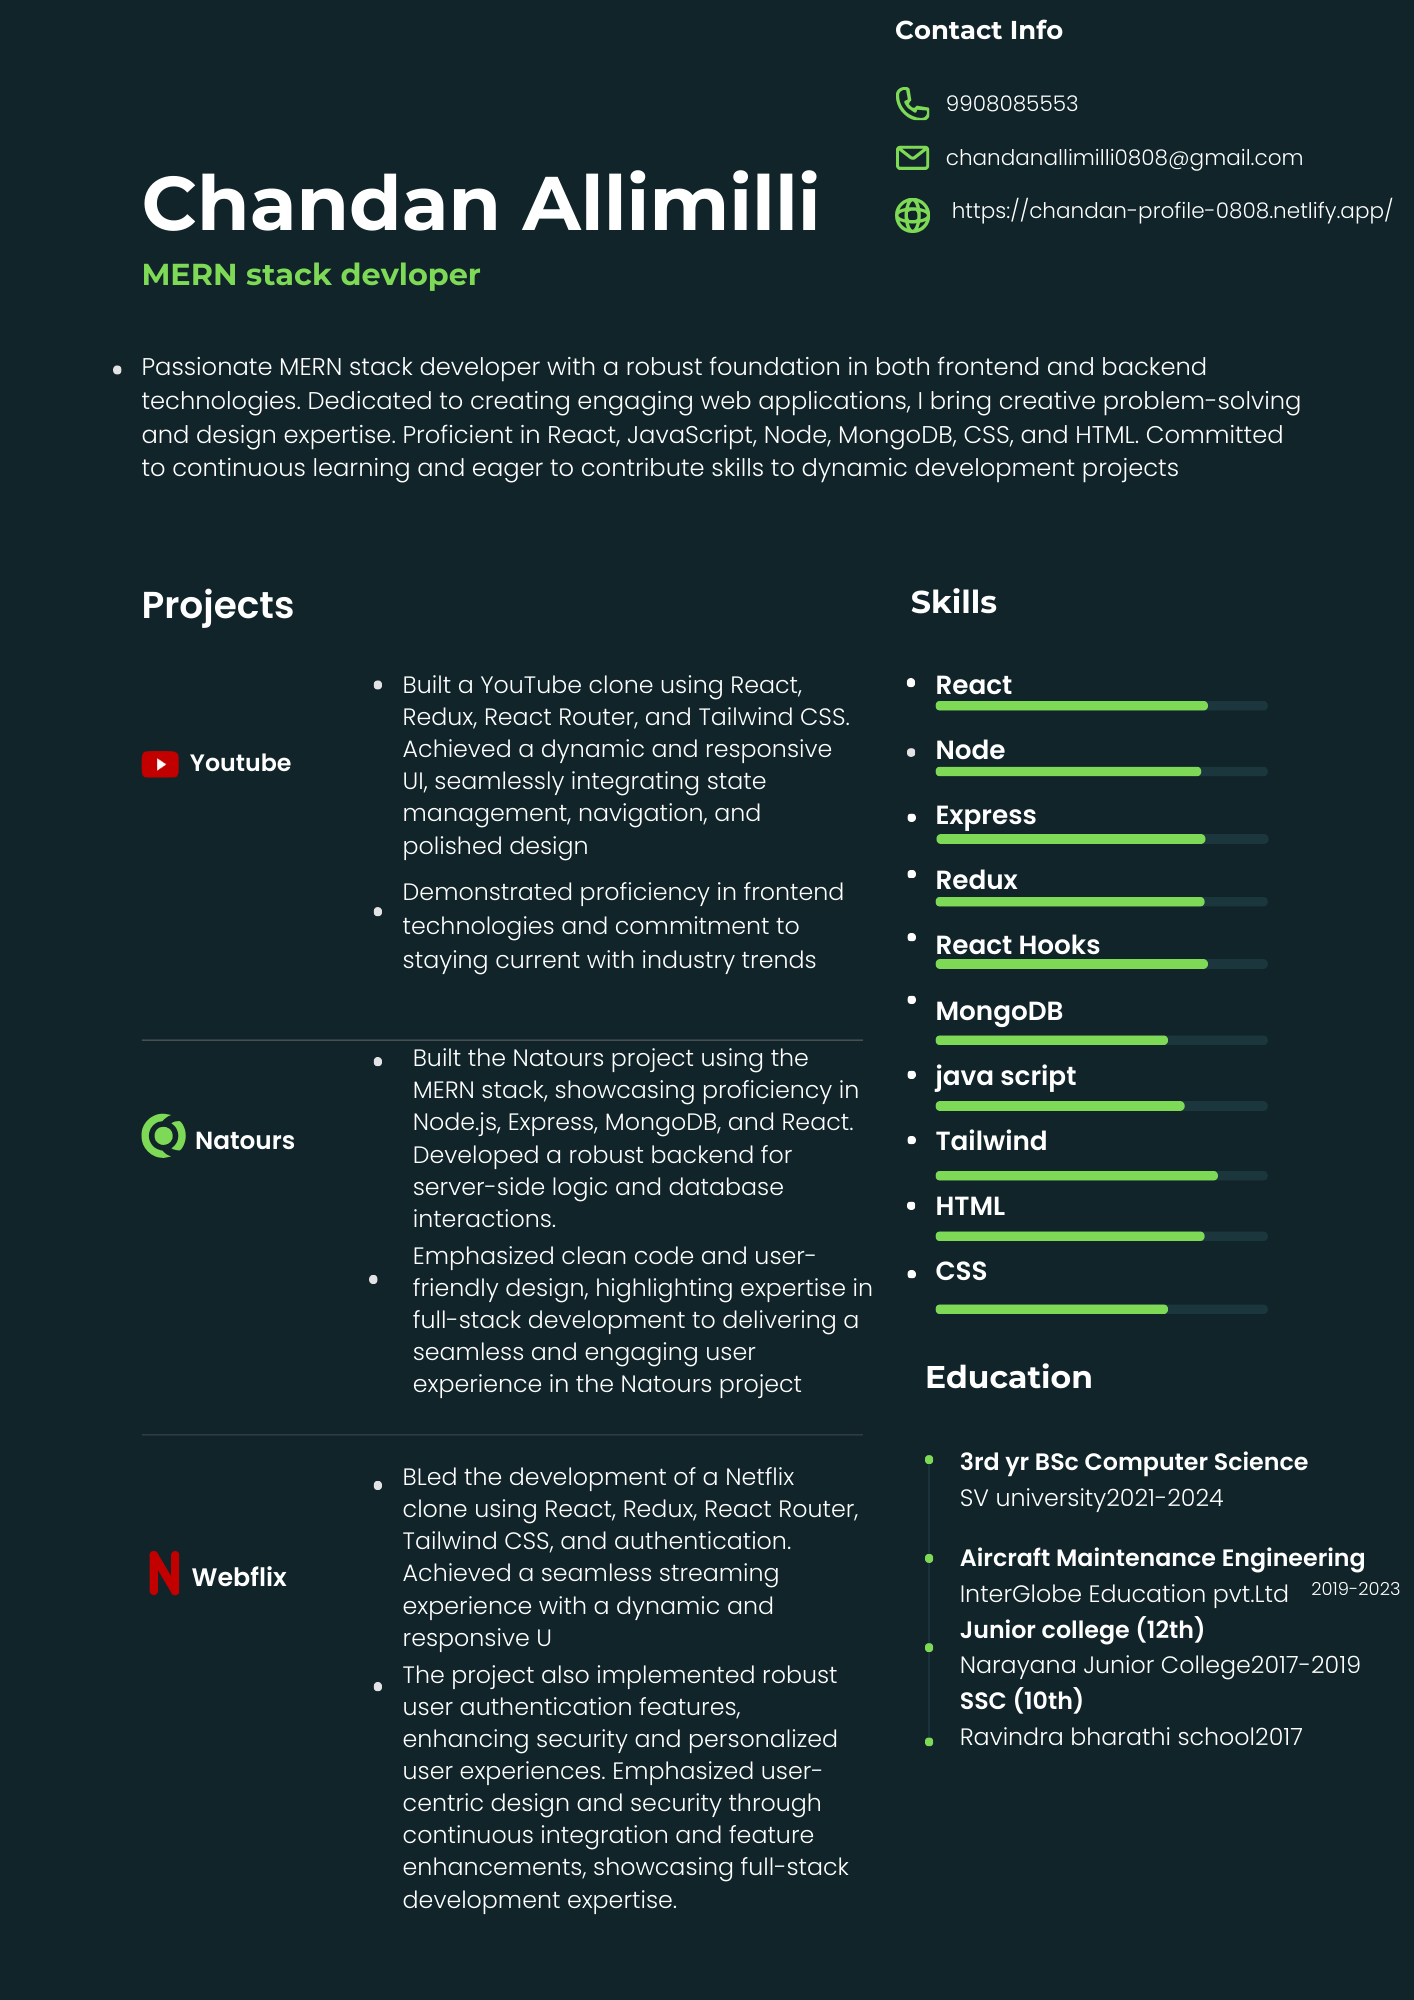 Contact Info
9908085553
chandanallimilli0808@gmail.com
https://chandan-profile-0808.netlify.app/
Chandan Allimilli
MERN stack devloper
Passionate MERN stack developer with a robust foundation in both frontend and backend
technologies. Dedicated to creating engaging web applications, I bring creative problem-solving
and design expertise. Proficient in React, JavaScript, Node, MongoDB, CSS, and HTML. Committed
to continuous learning and eager to contribute skills to dynamic development projects
Projects
Youtube
Built a YouTube clone using React,
Redux, React Router, and Tailwind CSS.
Achieved a dynamic and responsive
UI, seamlessly integrating state
management, navigation, and
polished design
Demonstrated proficiency in frontend
technologies and commitment to
staying current with industry trends
Natours
Built the Natours project using the
MERN stack, showcasing proficiency in
Node.js, Express, MongoDB, and React.
Developed a robust backend for
server-side logic and database
interactions.
Emphasized clean code and user-
friendly design, highlighting expertise in
full-stack development to delivering a
seamless and engaging user
experience in the Natours project
Webflix
BLed the development of a Netflix
clone using React, Redux, React Router,
Tailwind CSS, and authentication.
Achieved a seamless streaming
experience with a dynamic and
responsive U
The project also implemented robust
user authentication features,
enhancing security and personalized
user experiences. Emphasized user-
centric design and security through
continuous integration and feature
enhancements, showcasing full-stack
development expertise.
Skills
React
Node
Express
Redux
React Hooks
MongoDB
java script
Tailwind
HTML
CSS
Education
3rd yr BSc Computer Science
SV university2021-2024
Aircraft Maintenance Engineering
InterGlobe Education pvt.Ltd 2019-2023
Junior college (12th)
Narayana Junior College2017-2019
SSC (10th)
Ravindra bharathi school2017